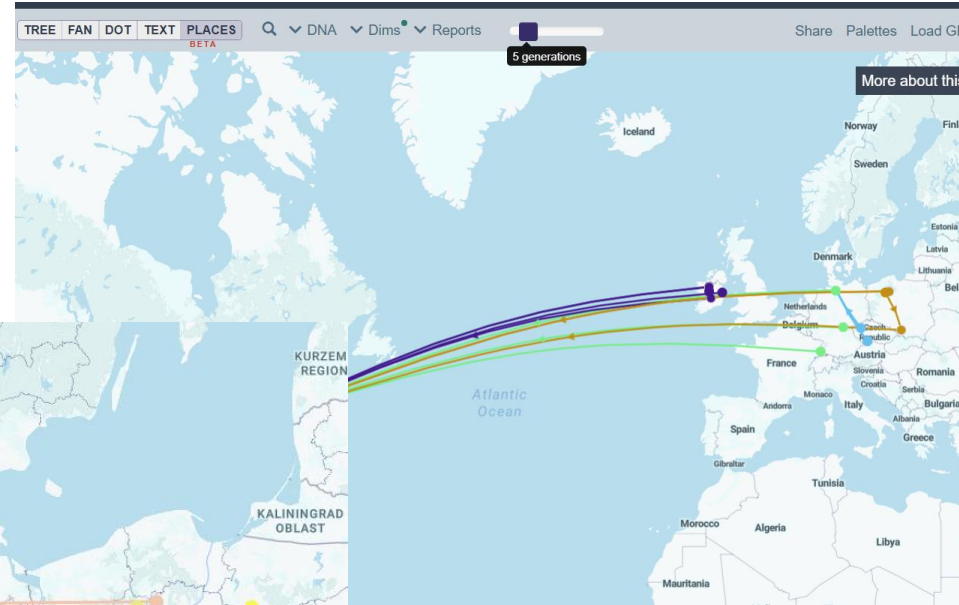 TREE FAN DOT TEXT PLACES DNA Dims Reports Share Palettes Load
BETA
5 generations
More about this
Iceland
Norway
Sweden
Estonia
Latvia
Denmark
Lithuania
Netherlands
Belgium
Czech
Republic
KURZEM
REGION
France
Austria
Slovenia
Romania
Croatia
Serbia
Monaco
Andorra
Italy
Bulgaria
Albania
Atlantic
Ocean
Spain
Greece
Gibraltar
Tunisia
KALININGRAD
OBLAST
Morocco
Algeria
Libya
Mauritania